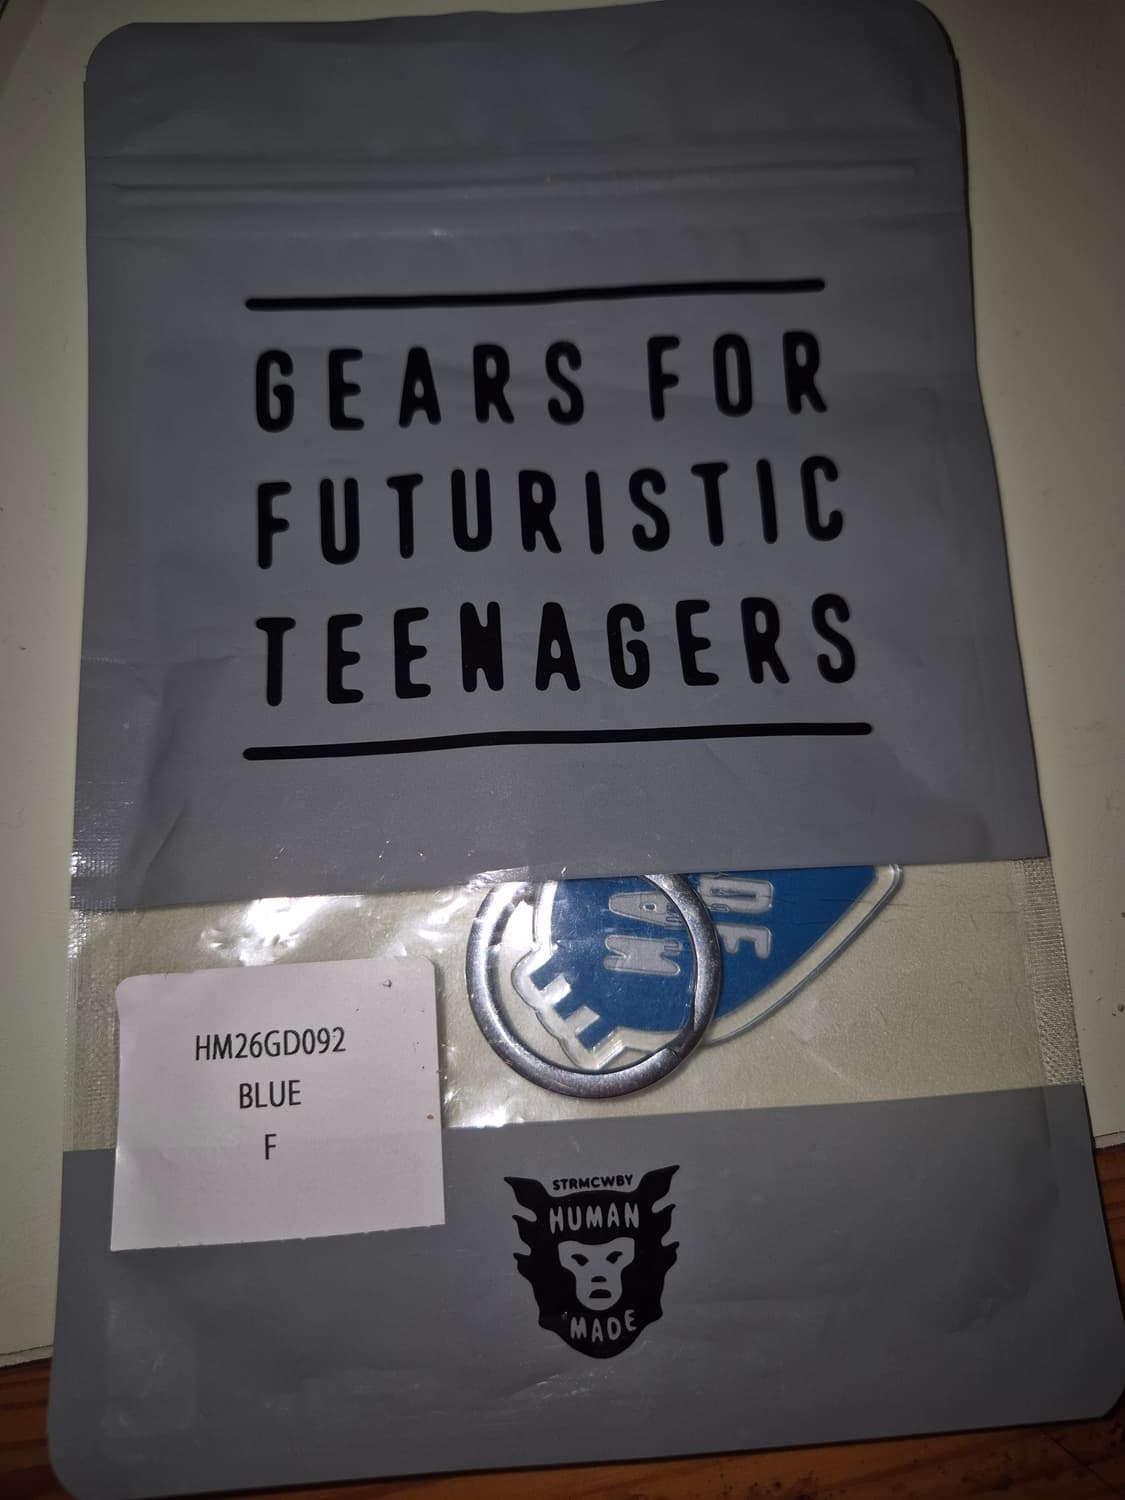 GEARS FOR
FUTURISTIC
TEENAGERS
HM26GD092
BLUE
F
STRMCWBY
HUMAN
MADE